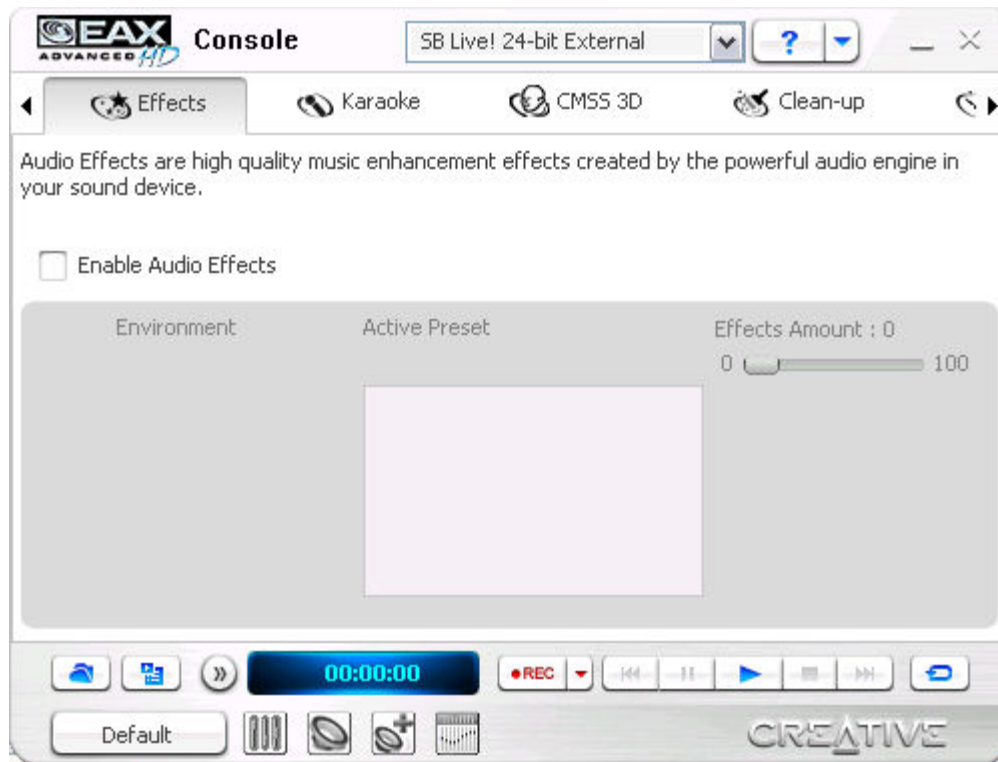 EAX
ADVANCED HD
Console
SB Live! 24-bit External
?
Effects
Karaoke
CMSS 3D
Clean-up
Audio Effects are high quality music enhancement effects created by the powerful audio engine in
your sound device.
Enable Audio Effects
Environment
Active Preset
Effects Amount : 0
0
100
00:00:00
REC
Default
CREATIVE